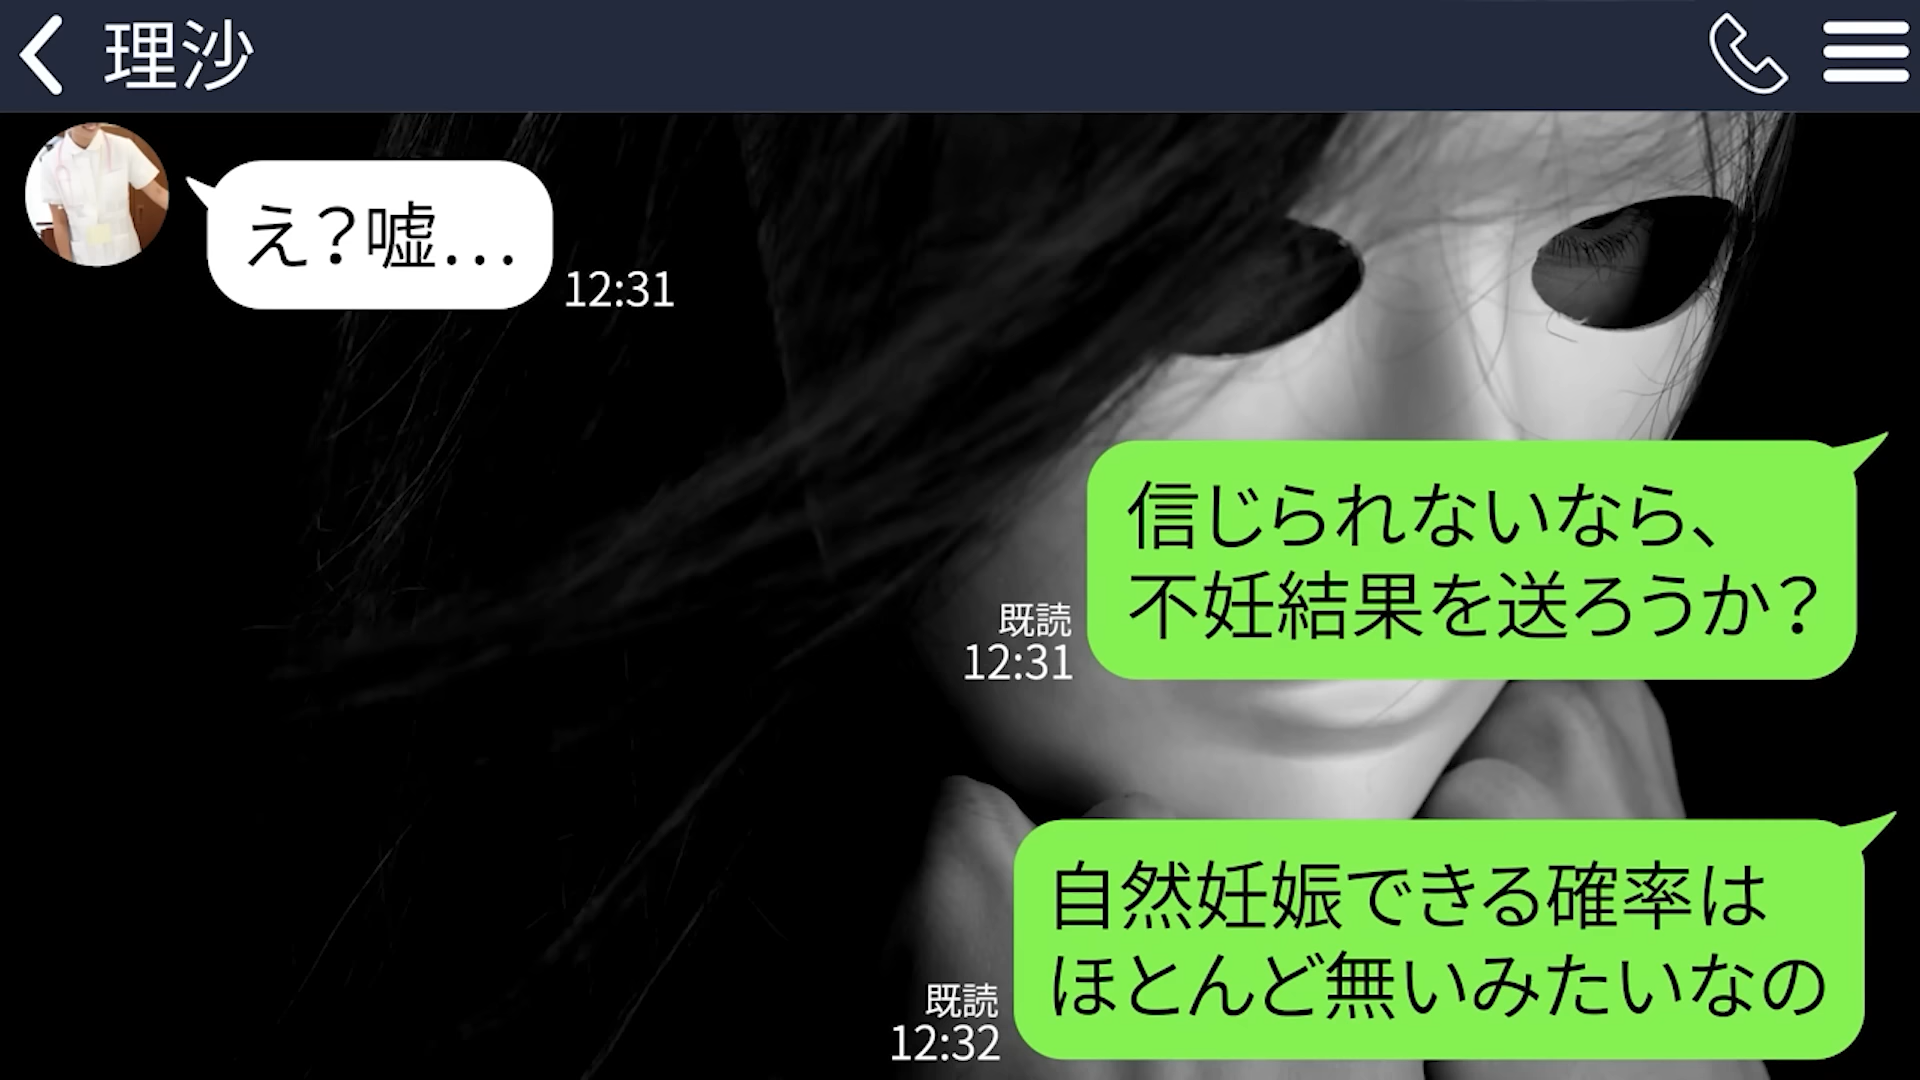 理沙
え？嘘…
12:31
信じられないなら、
不妊結果を送ろうか？
既読
12:31
自然妊娠できる確率は
ほとんど無いみたいなの
既読
12:32